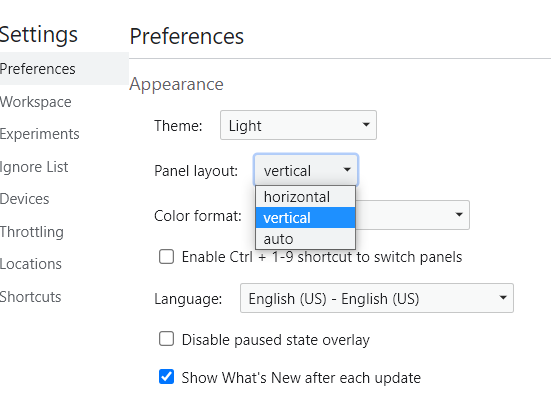 Settings
Preferences
Workspace
Experiments
Ignore List
Devices
Throttling
Locations
Shortcuts
Preferences
Appearance
Theme: Light
Panel layout: vertical
horizontal
vertical
auto
Color format:
Enable Ctrl + 1-9 shortcut to switch panels
Language: English (US) - English (US)
Disable paused state overlay
Show What's New after each update